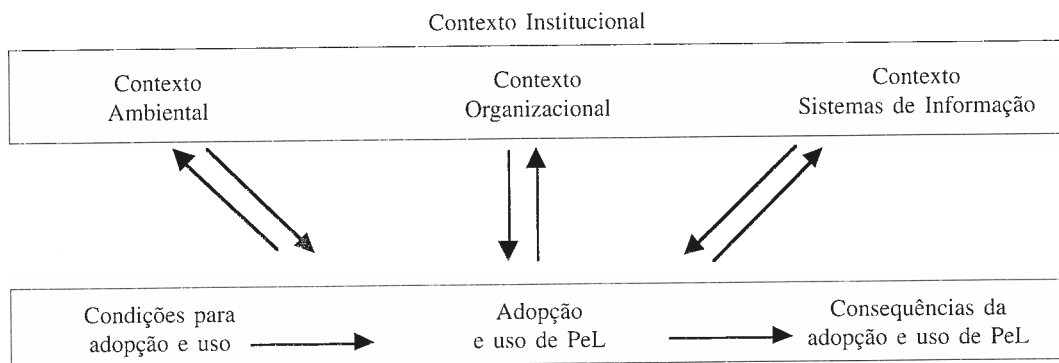 Contexto Institucional
Contexto
Ambiental
Contexto
Organizacional
Contexto
Sistemas de Informação
Condições para
adopção e uso
Adopção
e uso de PeL
Consequências da
adopção e uso de PeL